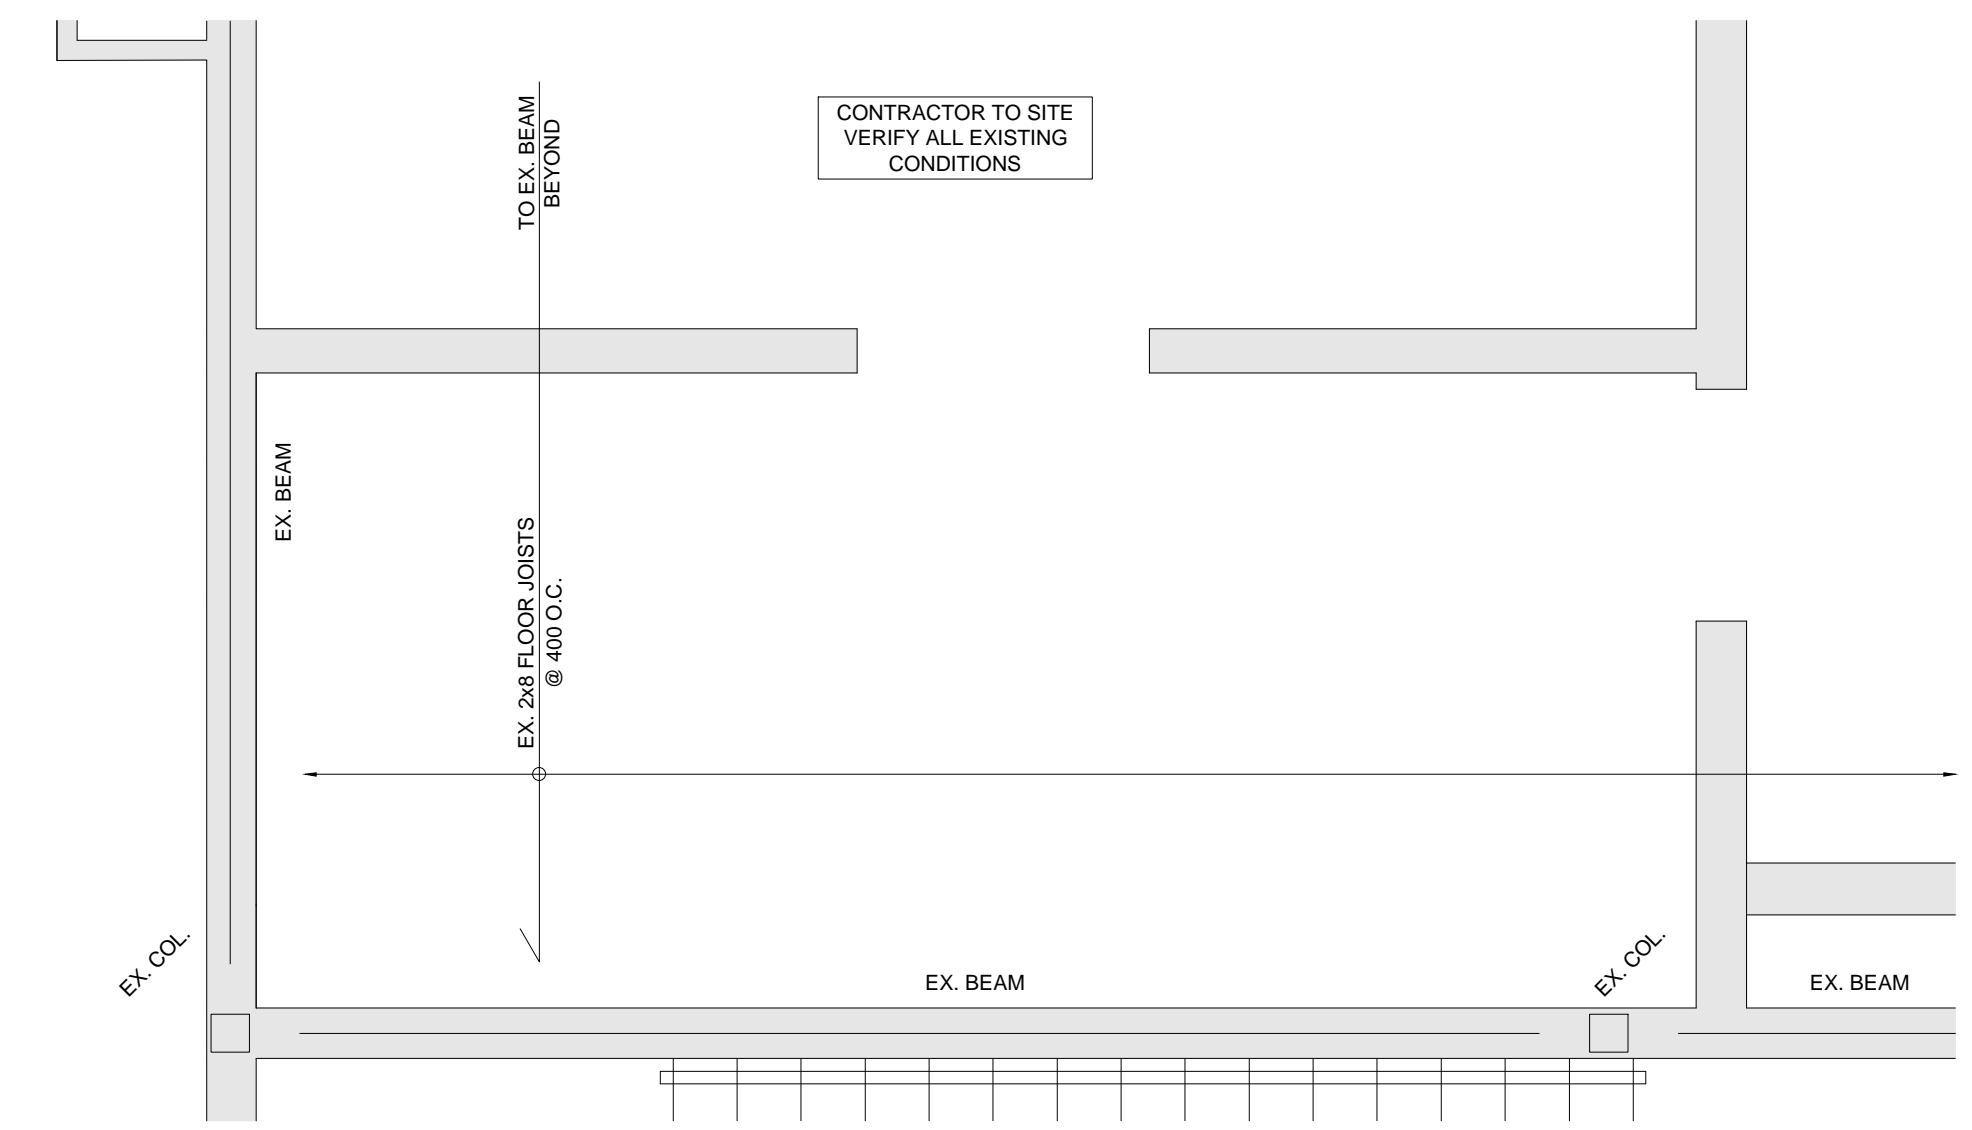 CONTRACTOR TO SITE
VERIFY ALL EXISTING
CONDITIONS
TO EX. BEAM
BEYOND
EX. BEAM
EX. 2x8 FLOOR JOISTS
@ 400 O.C.
EX. COL.
EX. BEAM
EX. COL.
EX. BEAM